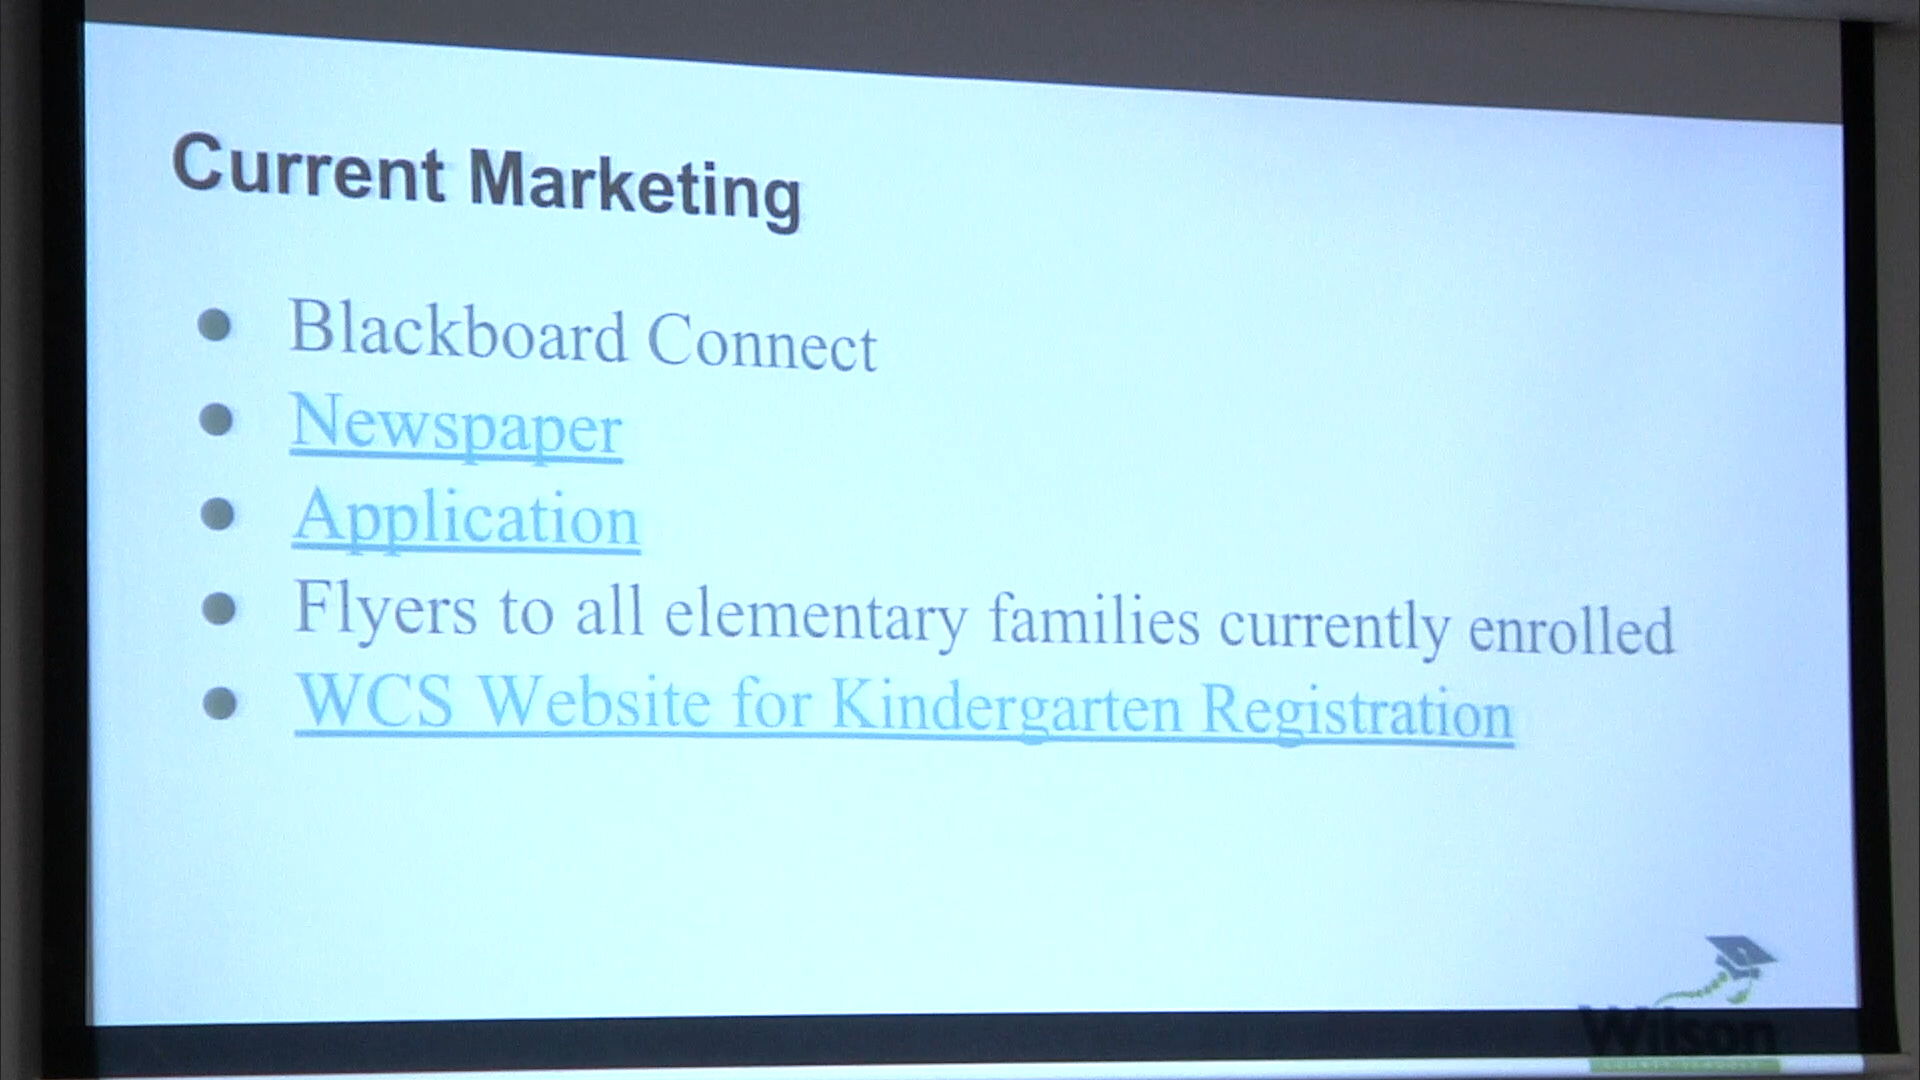 Current Marketing
● Blackboard Connect
● Newspaper
● Application
● Flyers to all elementary families currently enrolled
● WCS Website for Kindergarten Registration
Wilson